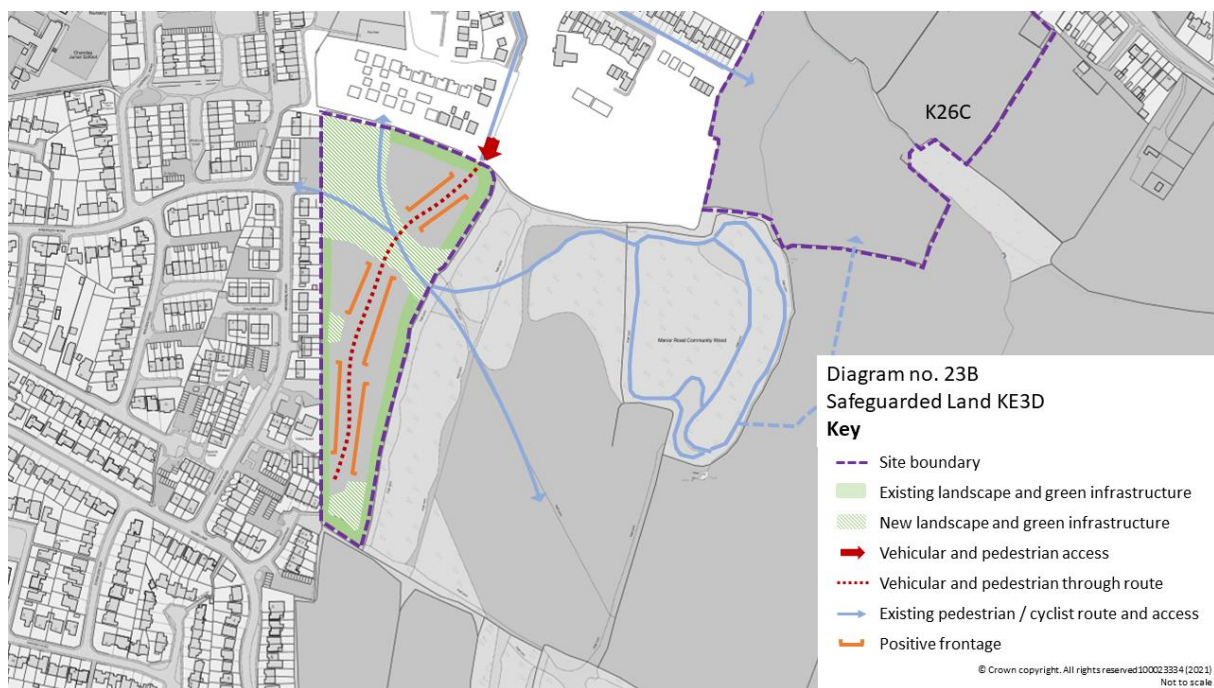 K26C
Manor Road Community Wood
Diagram no. 23B
Safeguarded Land KE3D
Key
Site boundary
Existing landscape and green infrastructure
New landscape and green infrastructure
Vehicular and pedestrian access
Vehicular and pedestrian through route
Existing pedestrian / cyclist route and access
Positive frontage
© Crown copyright. All rights reserved100023334 (2021)
Not to scale